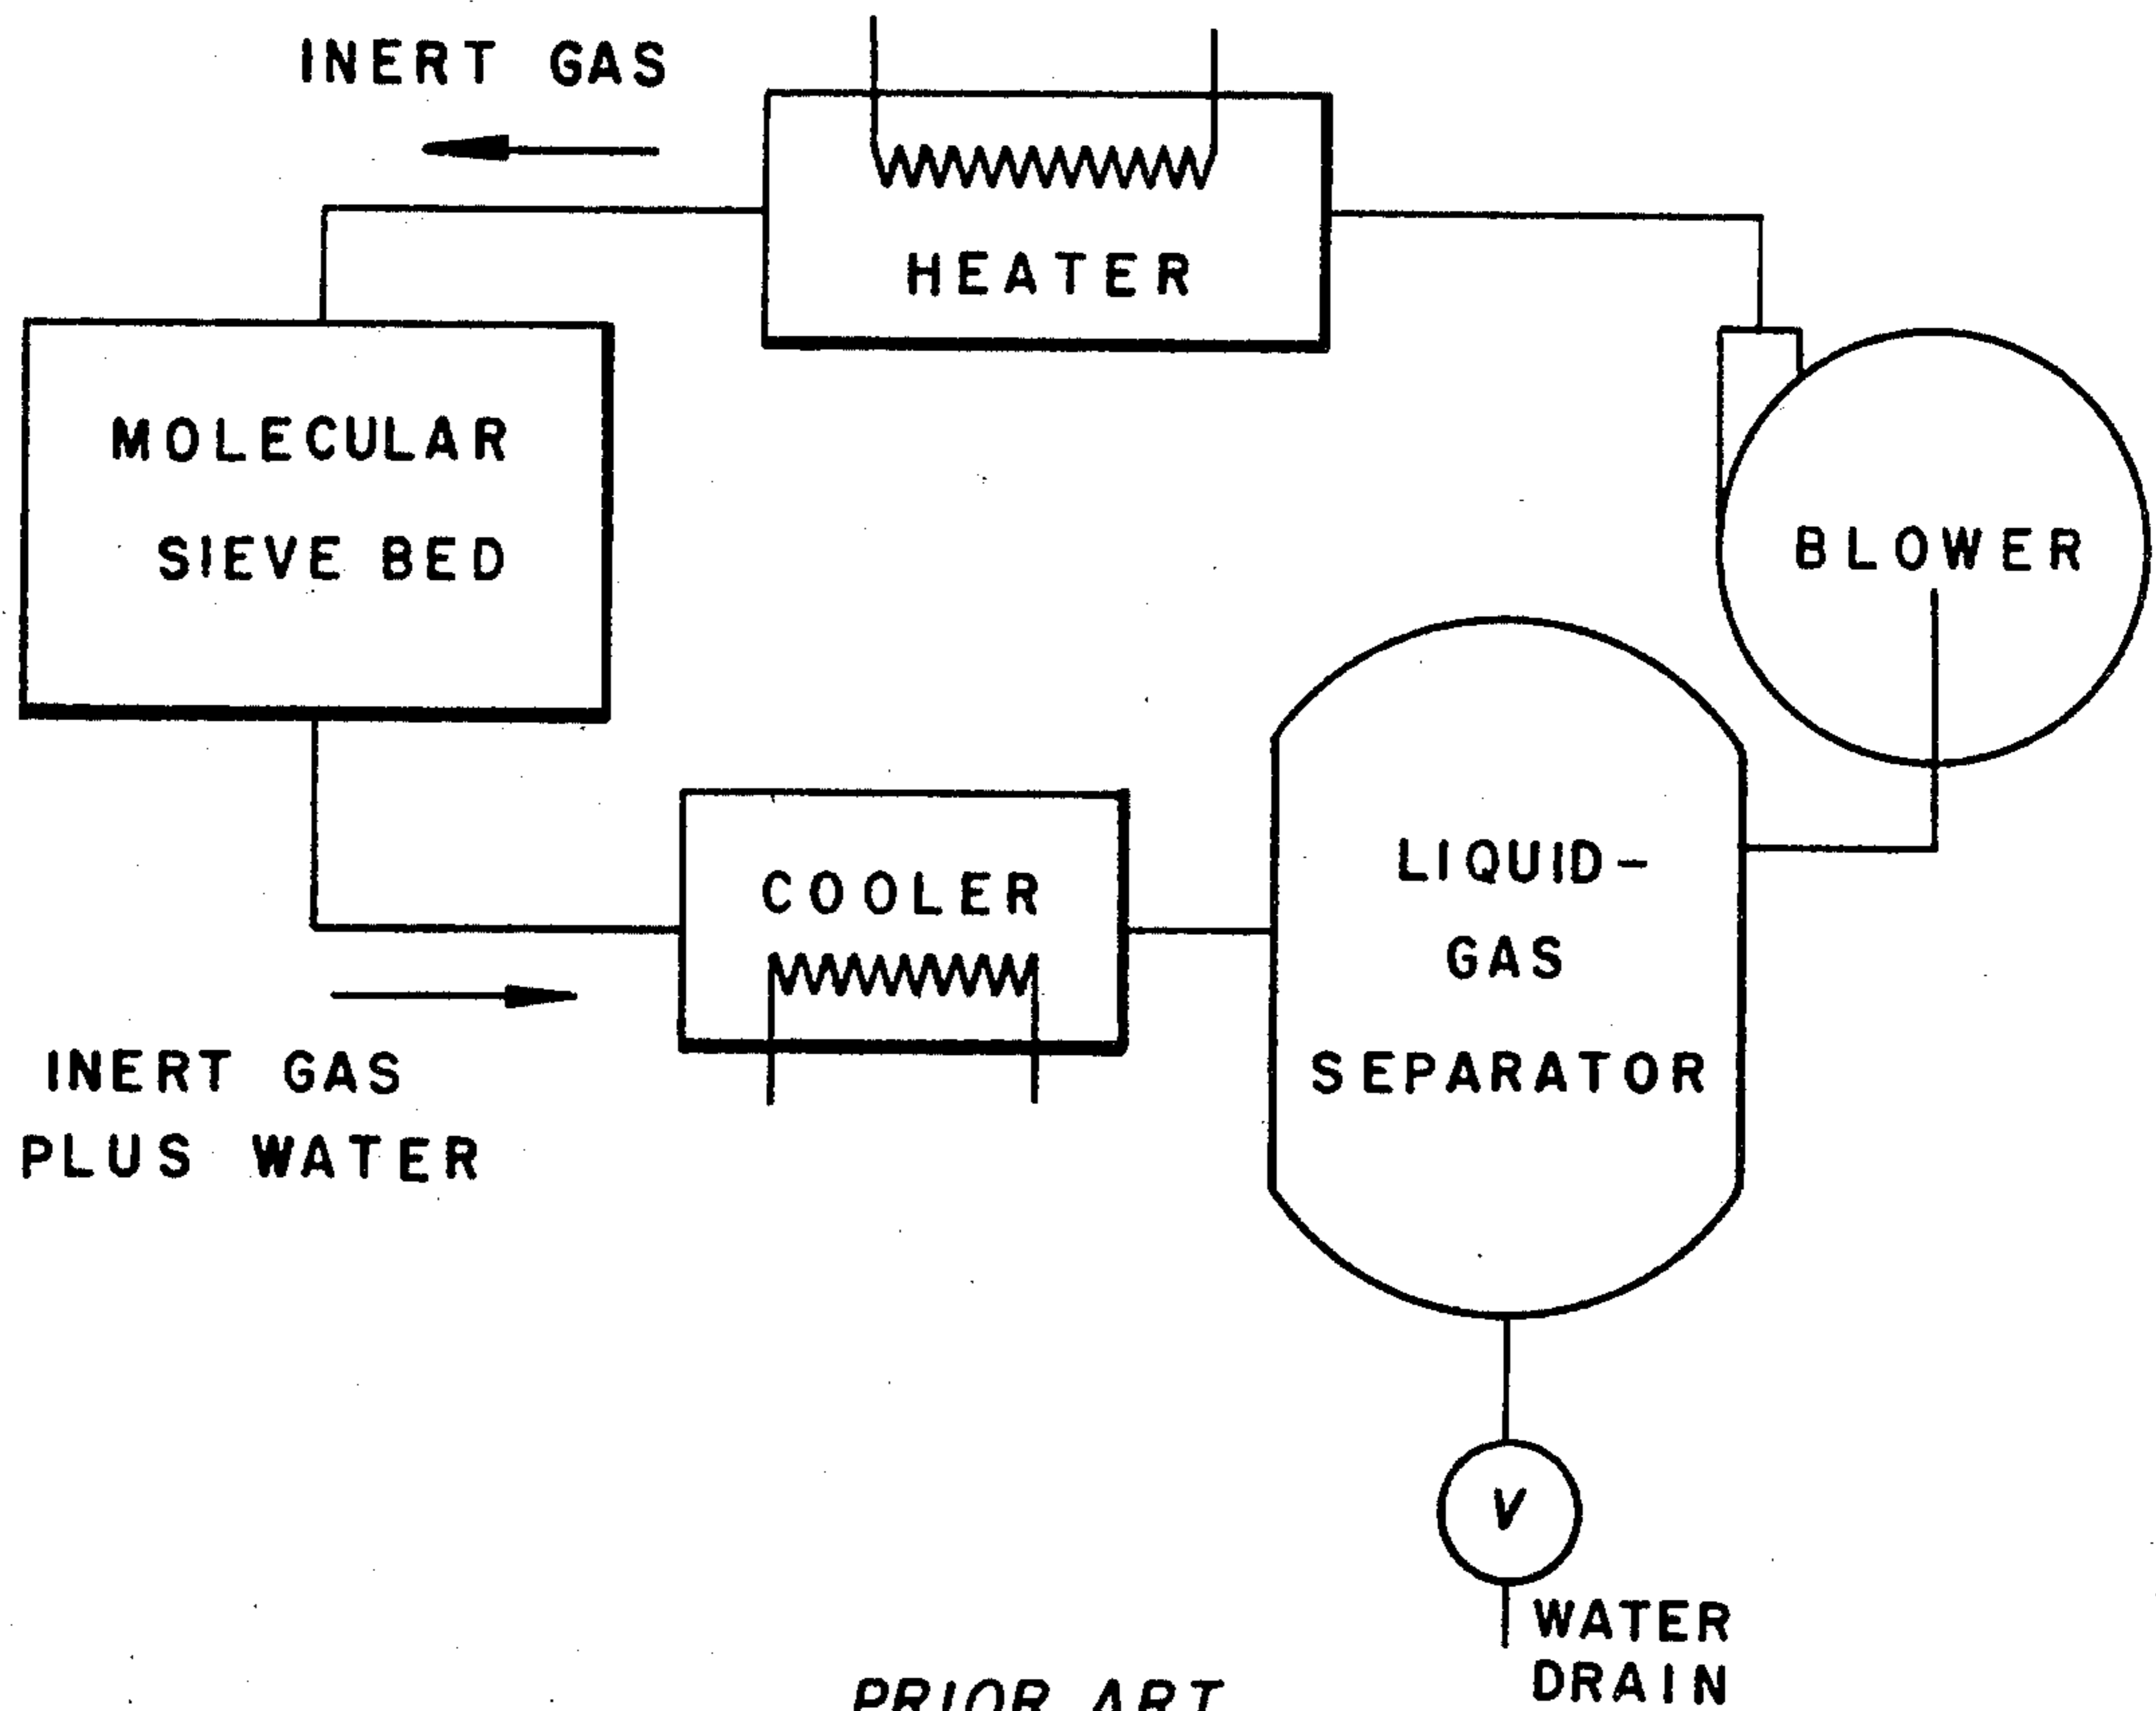 INERT GAS
HEATER
MOLECULAR
SIEVE BED
BLOWER
COOLER
LIQUID-
GAS
SEPARATOR
INERT GAS
PLUS WATER
V
WATER
DRAIN
PRIOR ART